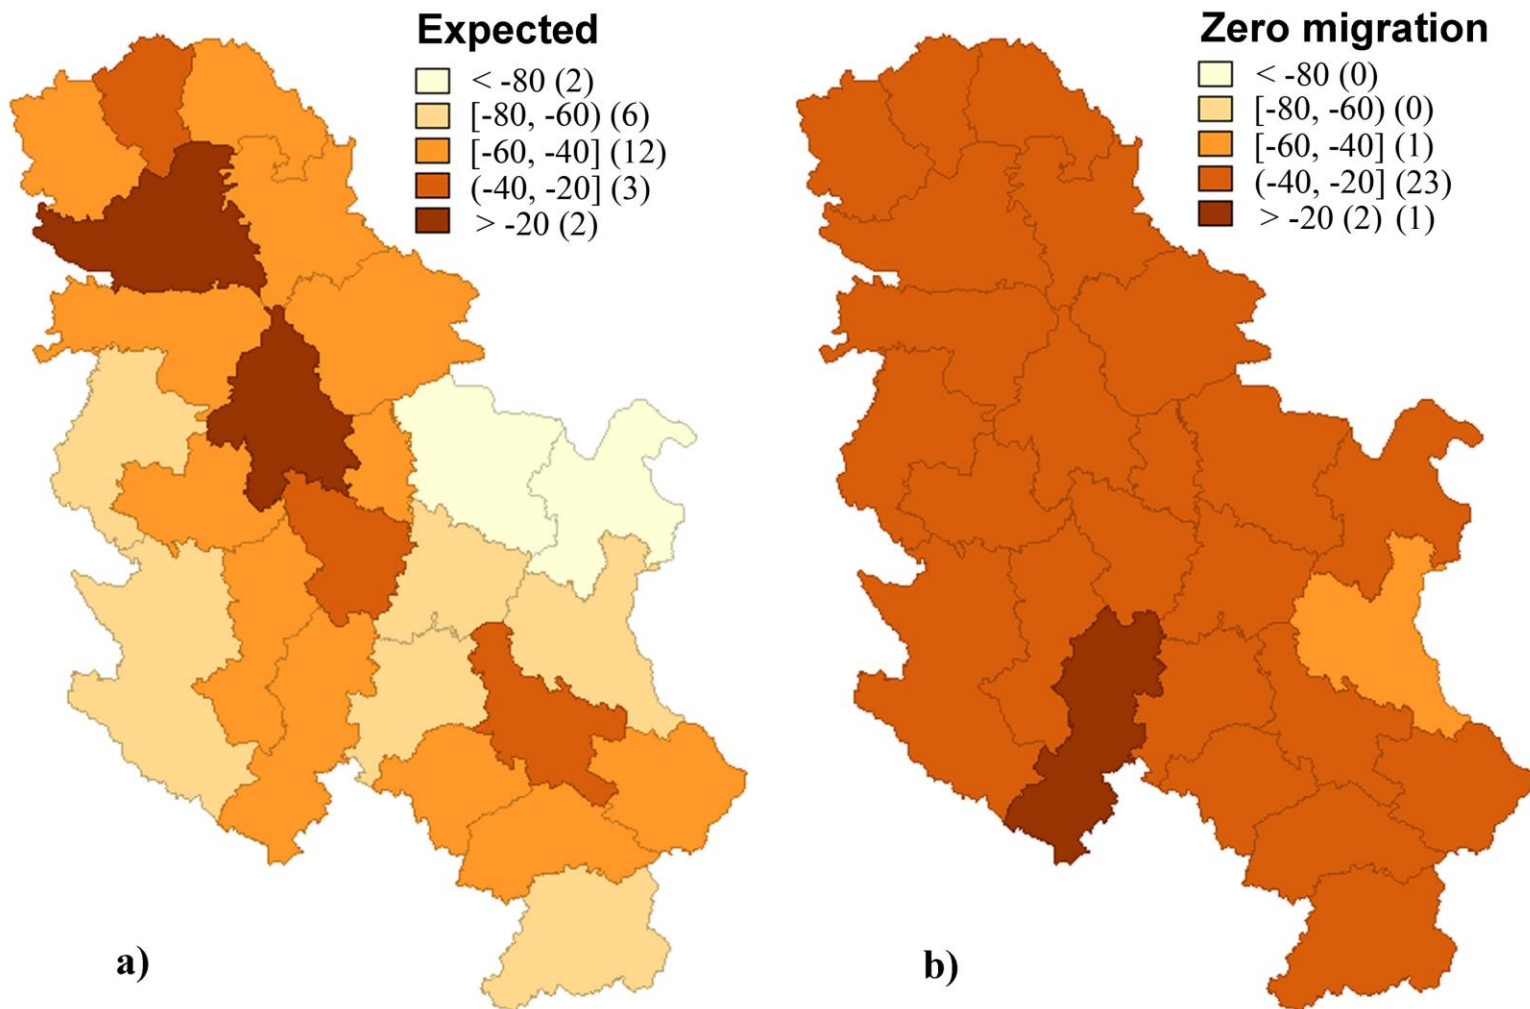 Expected
< -80 (2)
[-80, -60) (6)
[-60, -40] (12)
(-40, -20] (3)
> -20 (2)
Zero migration
< -80 (0)
[-80, -60) (0)
[-60, -40] (1)
(-40, -20] (23)
> -20 (2) (1)
a)
b)